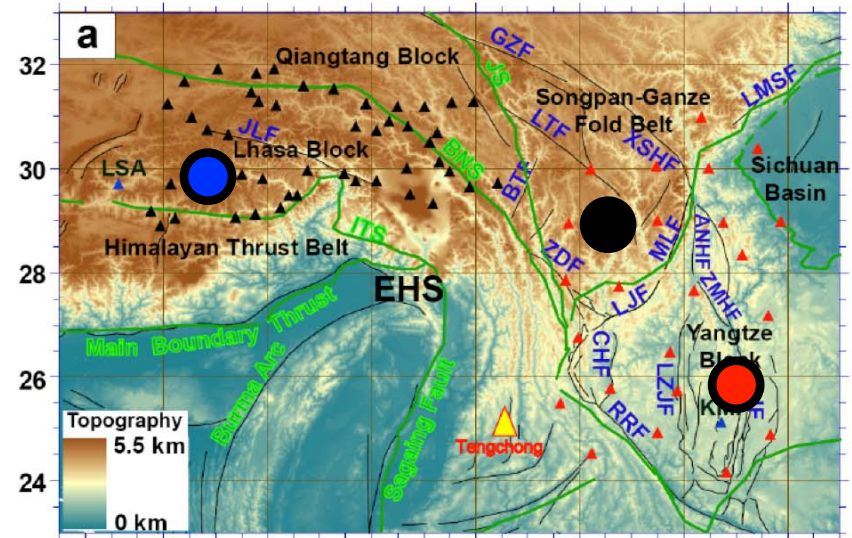 a
GZF
32
Qiangtang Block
JS
Songpan-Ganze
Fold Belt
LMSF
LTF
JLF
XSHF
Lhasa Block
BNS
30
LSA
BTF
Sichuan
Basin
ITS
MLF
ANHF
Himalayan Thrust Belt
ZDF
28
EHS
LJF
ZMHF
Main Boundary Thrust
CHF
Yangtze
Burma Arc
LZJF
26
Topography
Sagaing Fault
RRF
5.5 km
Tengchong
24
0 km